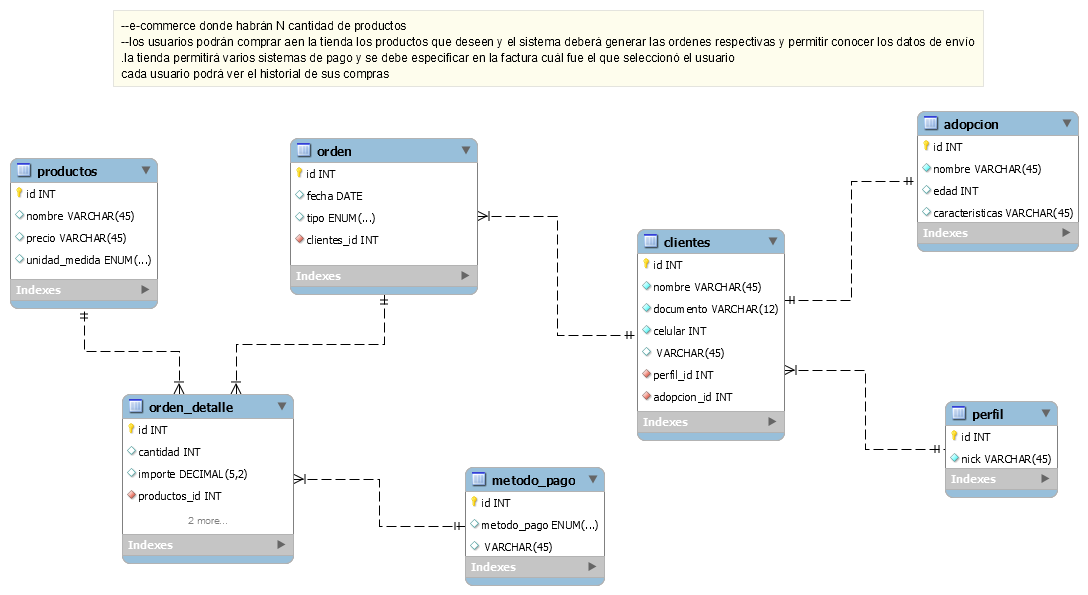 --e-commerce donde habrán N cantidad de productos
--los usuarios podrán comprar aen la tienda los productos que deseen y el sistema deberá generar las ordenes respectivas y permitir conocer los datos de envío
.la tienda permitirá varios sistemas de pago y se debe especificar en la factura cuál fue el que seleccionó el usuario
cada usuario podrá ver el historial de sus compras
productos
id INT
nombre VARCHAR(45)
precio VARCHAR(45)
unidad_medida ENUM(...)
Indexes
orden
id INT
fecha DATE
tipo ENUM(...)
clientes_id INT
Indexes
clientes
id INT
nombre VARCHAR(45)
documento VARCHAR(12)
celular INT
VARCHAR(45)
perfil_id INT
adopcion_id INT
Indexes
adopcion
id INT
nombre VARCHAR(45)
edad INT
caracteristicas VARCHAR(45)
Indexes
orden_detalle
id INT
cantidad INT
importe DECIMAL(5,2)
productos_id INT
2 more...
Indexes
metodo_pago
id INT
metodo_pago ENUM(...)
VARCHAR(45)
Indexes
perfil
id INT
nick VARCHAR(45)
Indexes